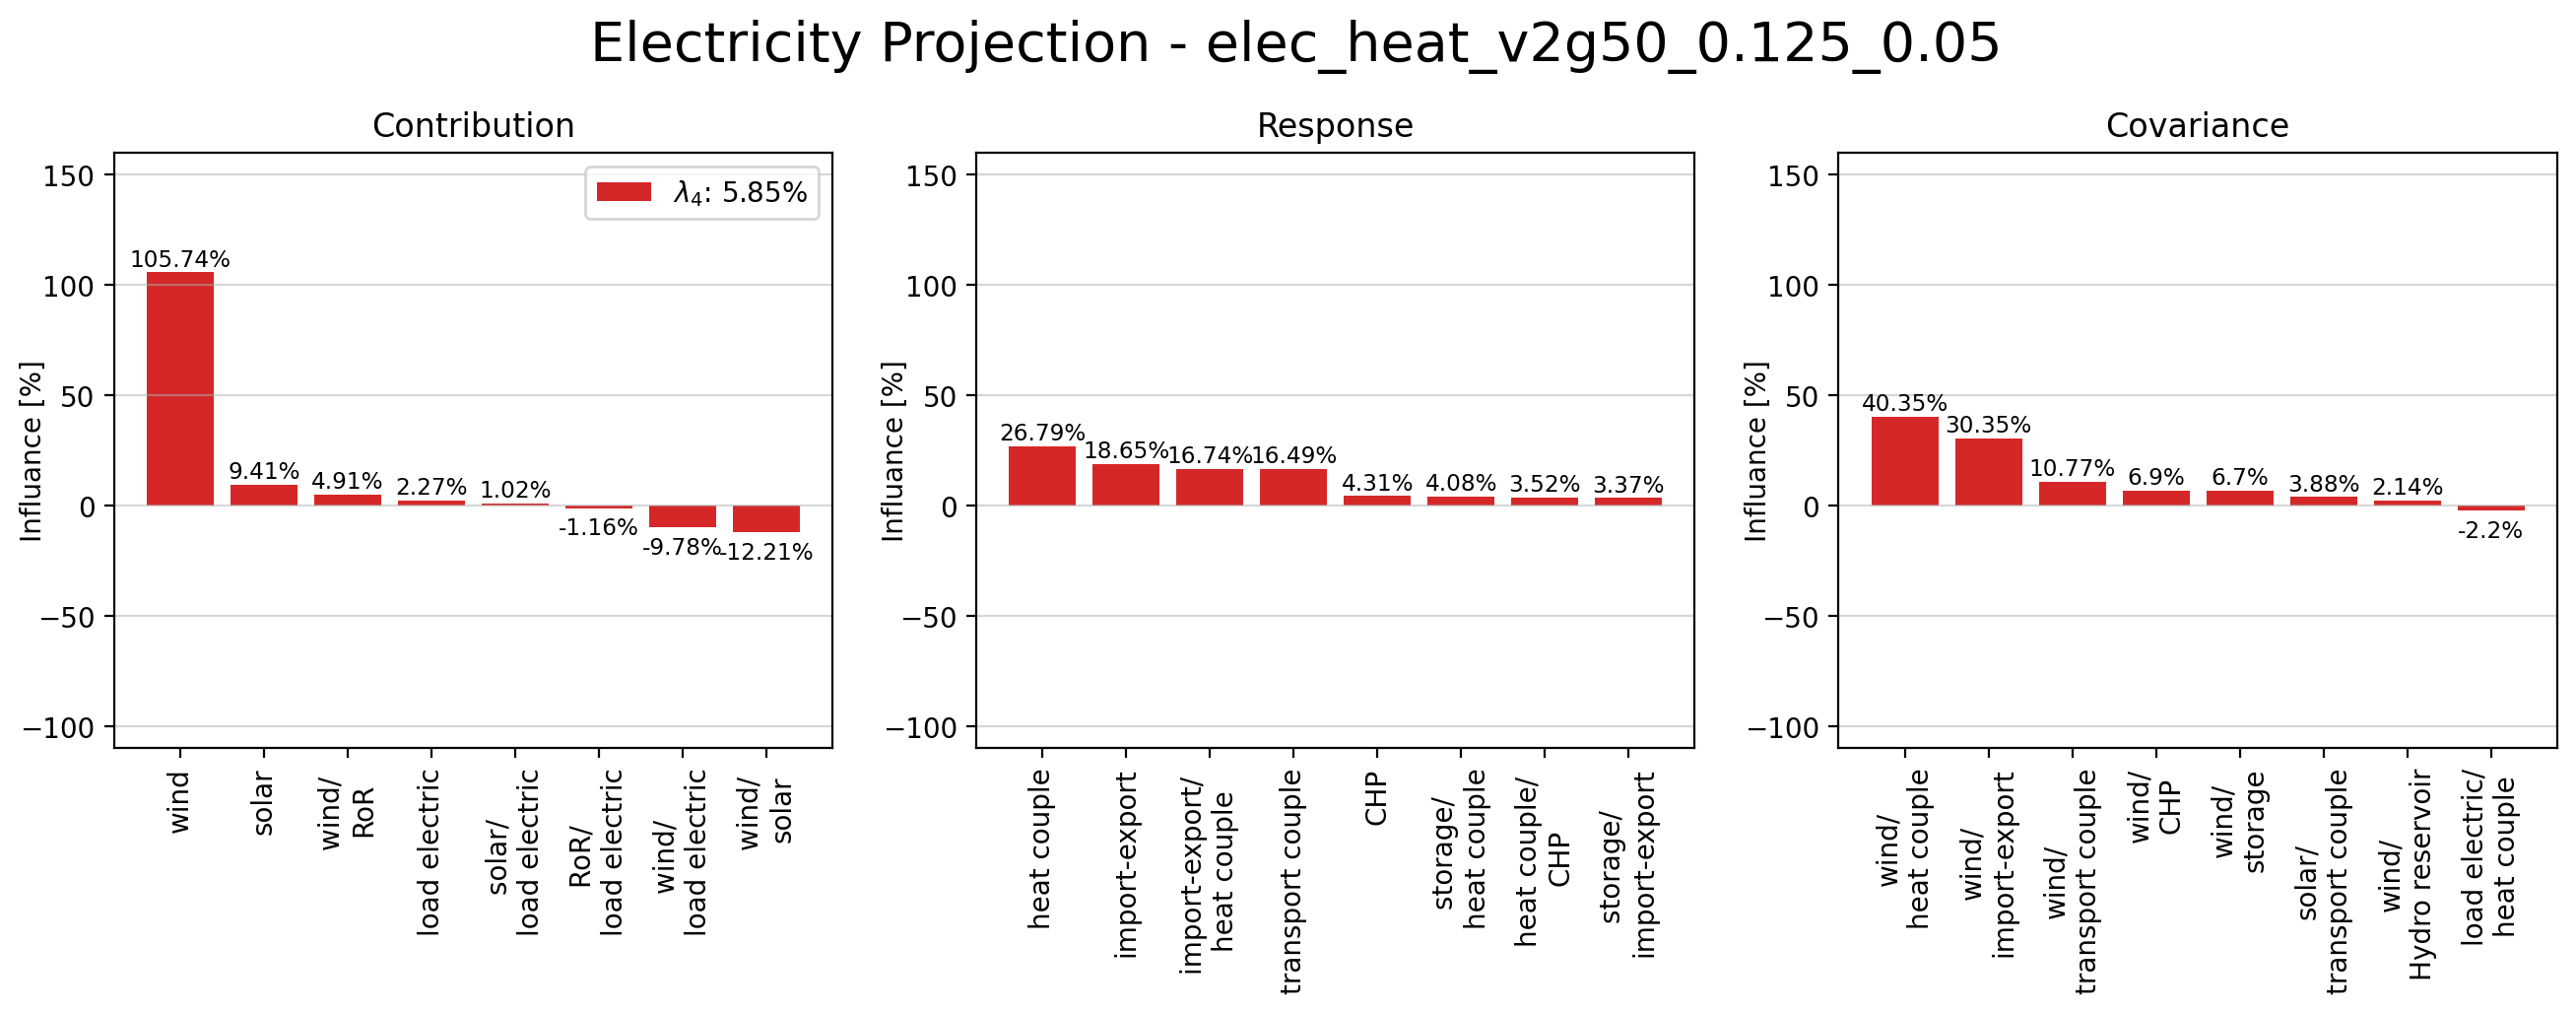 Electricity Projection - elec_heat_v2g50_0.125_0.05
Contribution
Influance [%]
150
100
50
0
−50
−100
λ4: 5.85%
105.74%
9.41%
4.91%
2.27%
1.02%
-1.16%
-9.78%
-12.21%
wind
solar
wind/
RoR
load electric
solar/
load electric
RoR/
load electric
wind/
load electric
wind/
solar
Response
Influance [%]
150
100
50
0
−50
−100
26.79%
18.65%
16.74%
16.49%
4.31%
4.08%
3.52%
3.37%
heat couple
import-export
import-export/
heat couple
transport couple
CHP
storage/
heat couple
heat couple/
CHP
storage/
import-export
Covariance
Influance [%]
150
100
50
0
−50
−100
40.35%
30.35%
10.77%
6.9%
6.7%
3.88%
2.14%
-2.2%
wind/
heat couple
wind/
import-export
wind/
transport couple
wind/
CHP
wind/
storage
solar/
transport couple
wind/
Hydro reservoir
load electric/
heat couple